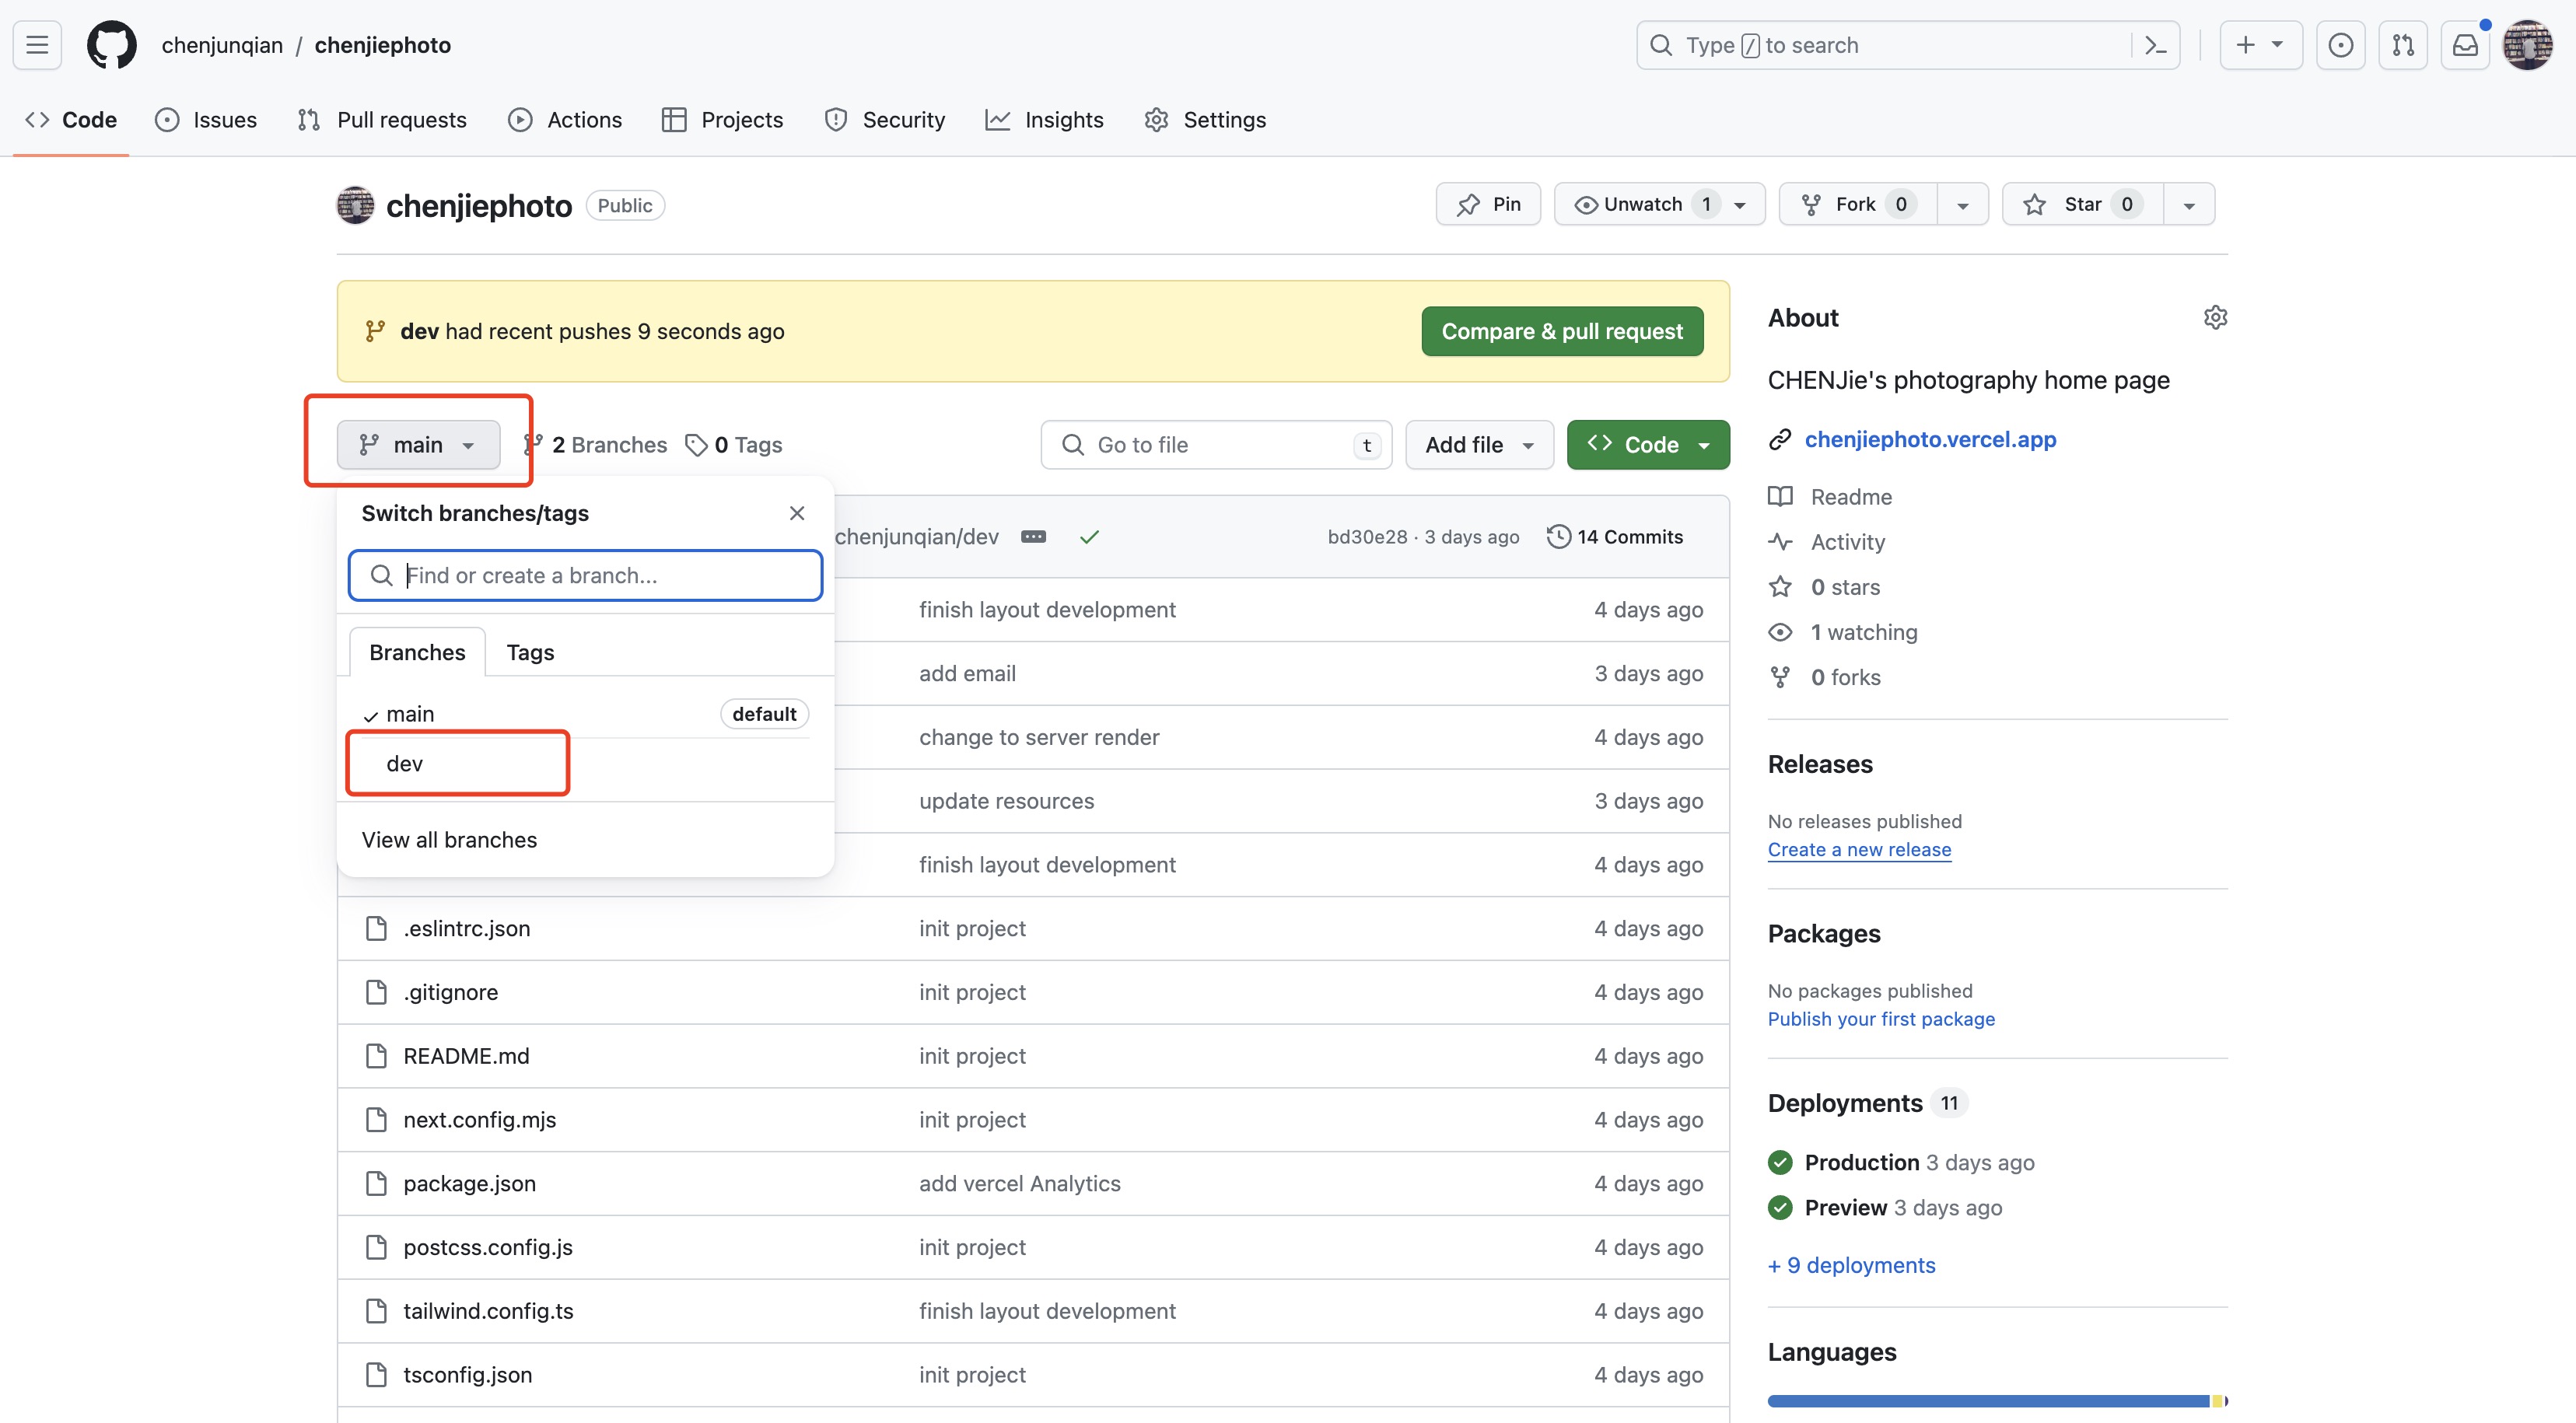 chenjunqian / chenjiephoto
Type / to search
Code
Issues
Pull requests
Actions
Projects
Security
Insights
Settings
chenjiephoto Public
Pin
Unwatch 1
Fork 0
Star 0
dev had recent pushes 9 seconds ago
Compare & pull request
main
2 Branches
0 Tags
Go to file t
Add file
Code
Switch branches/tags
Find or create a branch...
Branches
Tags
main default
dev
View all branches
chenjunqian/dev
bd30e28 · 3 days ago
14 Commits
finish layout development 4 days ago
add email 3 days ago
change to server render 4 days ago
update resources 3 days ago
finish layout development 4 days ago
.eslintrc.json init project 4 days ago
.gitignore init project 4 days ago
README.md init project 4 days ago
next.config.mjs init project 4 days ago
package.json add vercel Analytics 4 days ago
postcss.config.js init project 4 days ago
tailwind.config.ts finish layout development 4 days ago
tsconfig.json init project 4 days ago
About
CHENJie's photography home page
chenjiephoto.vercel.app
Readme
Activity
0 stars
1 watching
0 forks
Releases
No releases published
Create a new release
Packages
No packages published
Publish your first package
Deployments 11
Production 3 days ago
Preview 3 days ago
+ 9 deployments
Languages